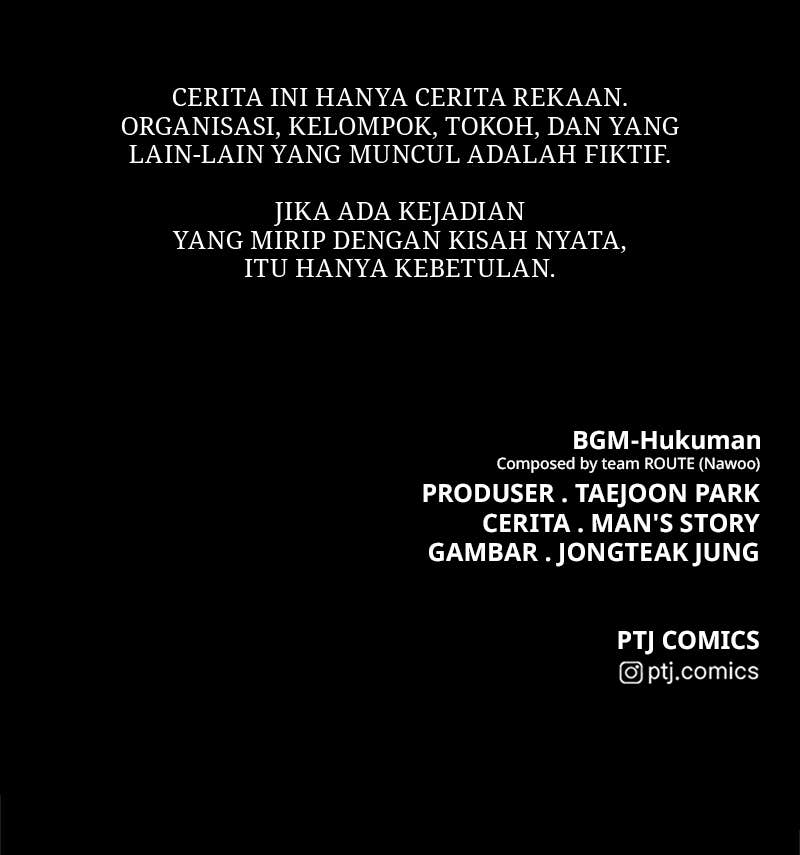 CERITA INI HANYA CERITA REKAAN.
ORGANISASI, KELOMPOK, TOKOH, DAN YANG
LAIN-LAIN YANG MUNCUL ADALAH FIKTIF.
JIKA ADA KEJADIAN
YANG MIRIP DENGAN KISAH NYATA,
ITU HANYA KEBETULAN.
BGM-Hukuman
Composed by team ROUTE (Nawoo)
PRODUSER . TAEJOON PARK
CERITA . MAN'S STORY
GAMBAR . JONGTEAK JUNG
PTJ COMICS
ptj.comics